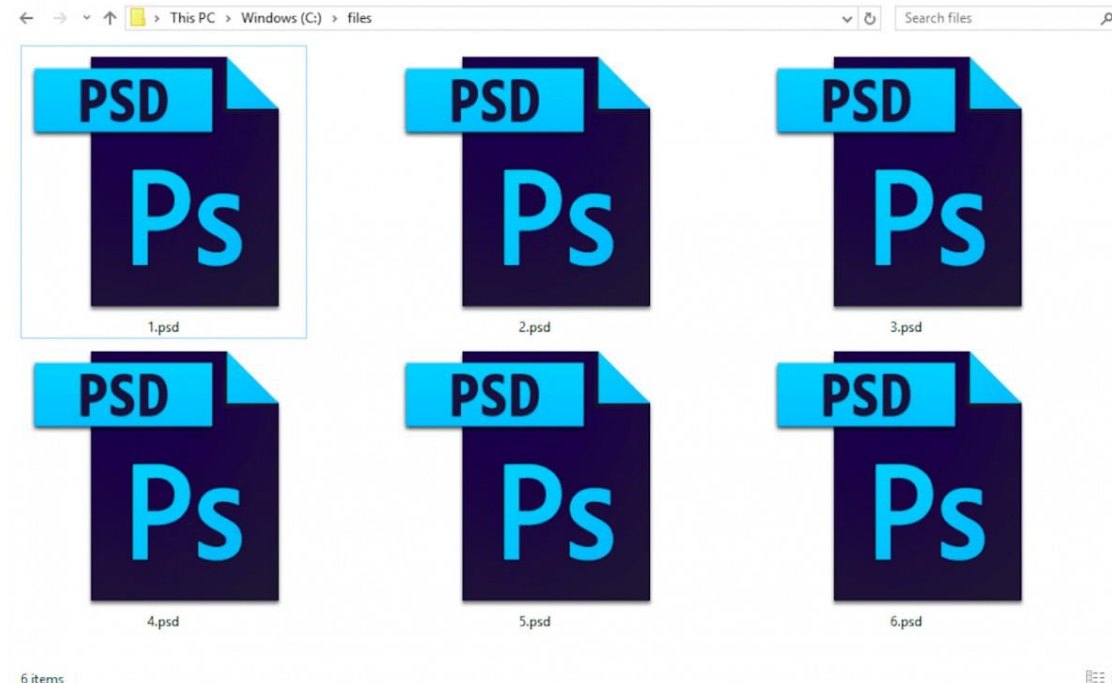 This PC > Windows (C:) > files
Search files
PSD PSD PSD
Ps Ps Ps
1.psd 2.psd 3.psd
PSD PSD PSD
Ps Ps Ps
4.psd 5.psd 6.psd
6 items